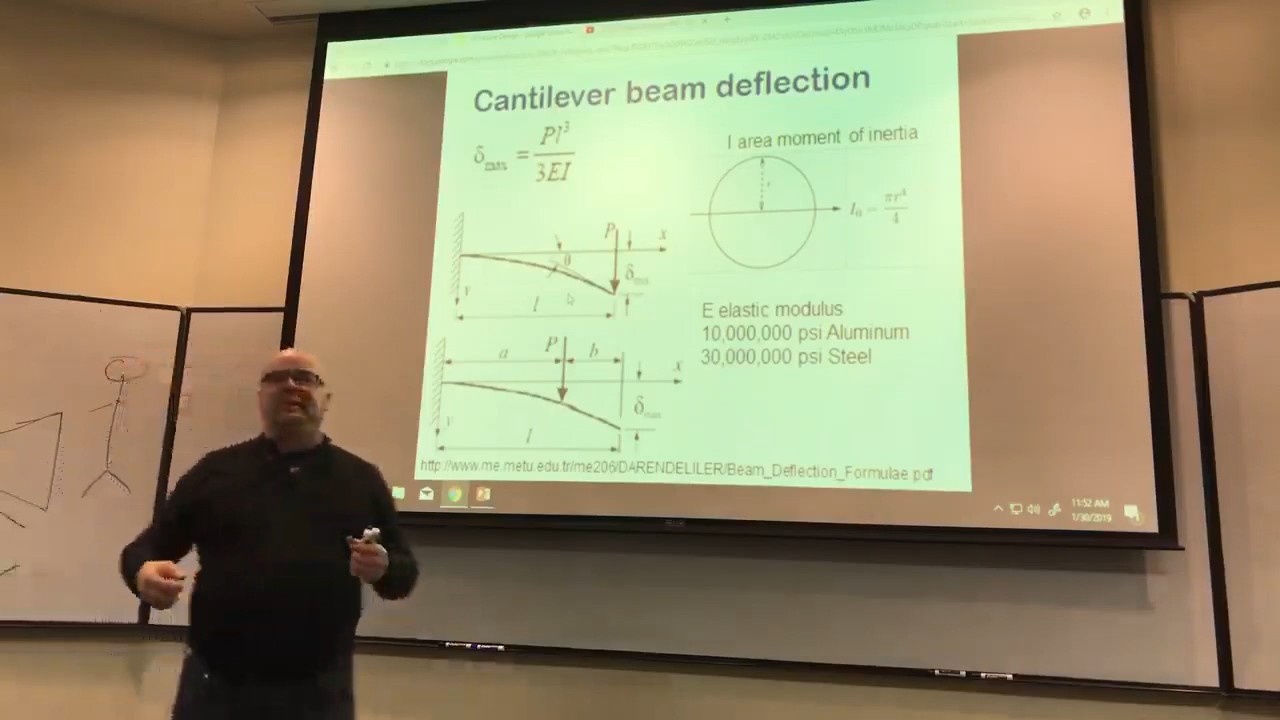 Cantilever beam deflection
δmax = Pl³
3EI
I area moment of inertia
r
I₀ = πr⁴
4
P
x
θ
δmax
v
l
a
P
b
x
δmax
v
l
E elastic modulus
10,000,000 psi Aluminum
30,000,000 psi Steel
http://www.me.metu.edu.tr/me206/DARENDELILER/Beam_Deflection_Formulae.pdf
11:52 AM
1/30/2019